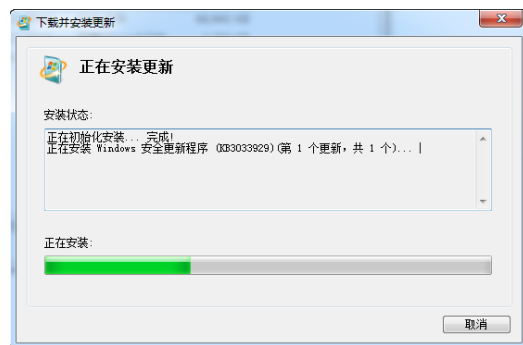 下载并安装更新
正在安装更新
安装状态:
正在初始化安装... 完成!
正在安装 Windows 安全更新程序 (KB3033929)(第 1 个更新，共 1 个)...
正在安装:
取消